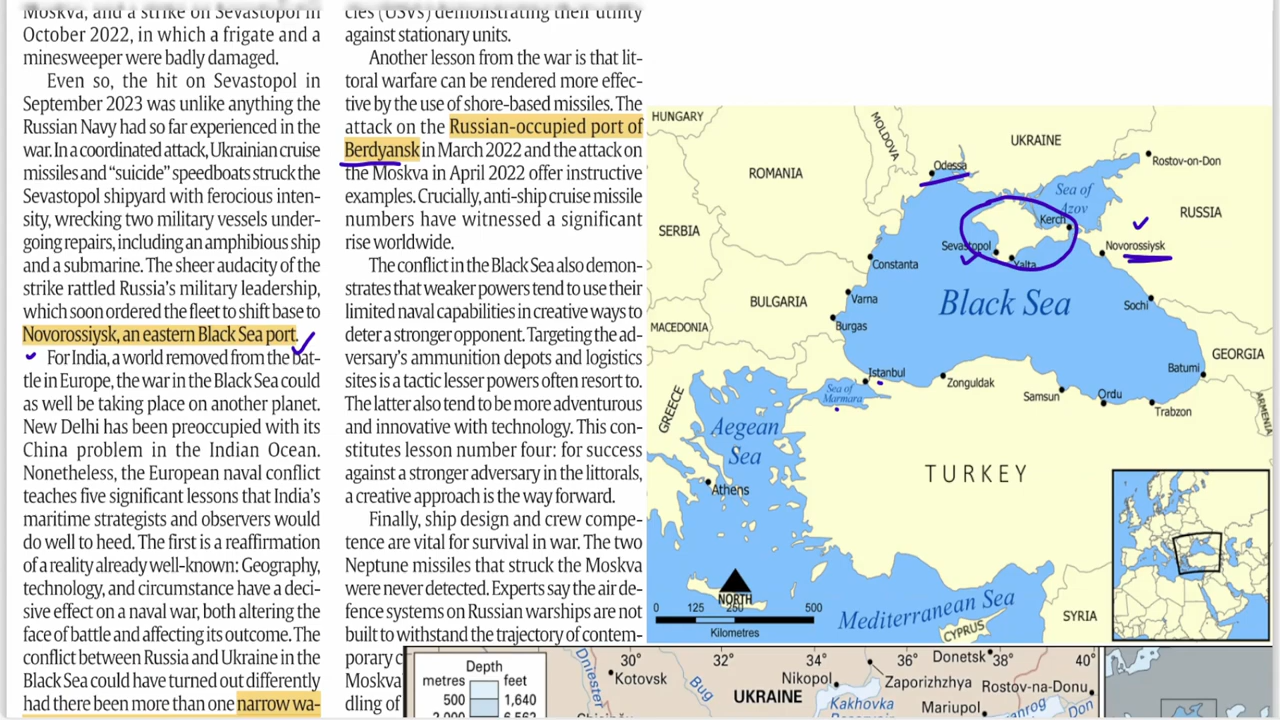 Moskva, and a strike on Sevastopol in
October 2022, in which a frigate and a
minesweeper were badly damaged.
Even so, the hit on Sevastopol in
September 2023 was unlike anything the
Russian Navy had so far experienced in the
war. In a coordinated attack, Ukrainian cruise
missiles and “suicide” speedboats struck the
Sevastopol shipyard with ferocious inten-
sity, wrecking two military vessels under-
going repairs, including an amphibious ship
and a submarine. The sheer audacity of the
strike rattled Russia’s military leadership,
which soon ordered the fleet to shift base to
Novorossiysk, an eastern Black Sea port.
For India, a world removed from the bat-
tle in Europe, the war in the Black Sea could
as well be taking place on another planet.
New Delhi has been preoccupied with its
China problem in the Indian Ocean.
Nonetheless, the European naval conflict
teaches five significant lessons that India’s
maritime strategists and observers would
do well to heed. The first is a reaffirmation
of a reality already well-known: Geography,
technology, and circumstance have a deci-
sive effect on a naval war, both altering the
face of battle and affecting its outcome. The
conflict between Russia and Ukraine in the
Black Sea could have turned out differently
had there been more than one narrow wa-
cles (USVs) demonstrating their utility
against stationary units.
Another lesson from the war is that lit-
toral warfare can be rendered more effec-
tive by the use of shore-based missiles. The
attack on the Russian-occupied port of
Berdyansk in March 2022 and the attack on
the Moskva in April 2022 offer instructive
examples. Crucially, anti-ship cruise missile
numbers have witnessed a significant
rise worldwide.
The conflict in the Black Sea also demon-
strates that weaker powers tend to use their
limited naval capabilities in creative ways to
deter a stronger opponent. Targeting the ad-
versary’s ammunition depots and logistics
sites is a tactic lesser powers often resort to.
The latter also tend to be more adventurous
and innovative with technology. This con-
stitutes lesson number four: for success
against a stronger adversary in the littorals,
a creative approach is the way forward.
Finally, ship design and crew compe-
tence are vital for survival in war. The two
Neptune missiles that struck the Moskva
were never detected. Experts say the air de-
fence systems on Russian warships are not
built to withstand the trajectory of contem-
porary c
Moskva
dling of
HUNGARY
MOLDOVA
UKRAINE
Rostov-on-Don
Odessa
ROMANIA
Sea of
Azov
RUSSIA
Kerch
SERBIA
Sevastopol
Novorossiysk
Yalta
Constanta
Black Sea
BULGARIA
Varna
Sochi
MACEDONIA
Burgas
GEORGIA
Istanbul
Batumi
Sea of
Marmara
Zonguldak
Samsun
Ordu
Trabzon
ARMENIA
GREECE
Aegean
Sea
TURKEY
Athens
NORTH
0 125 250 500
Kilometres
Mediterranean Sea
CYPRUS
SYRIA
Depth
metres feet
500 1,640
2,000 6,562
30° 32° 34° 36° 38° 40°
Dniester
Kotovsk
Bug
UKRAINE
Nikopol
Kakhovka
Donetsk
Zaporizhzhya
Rostov-na-Donu
Mariupol
Don